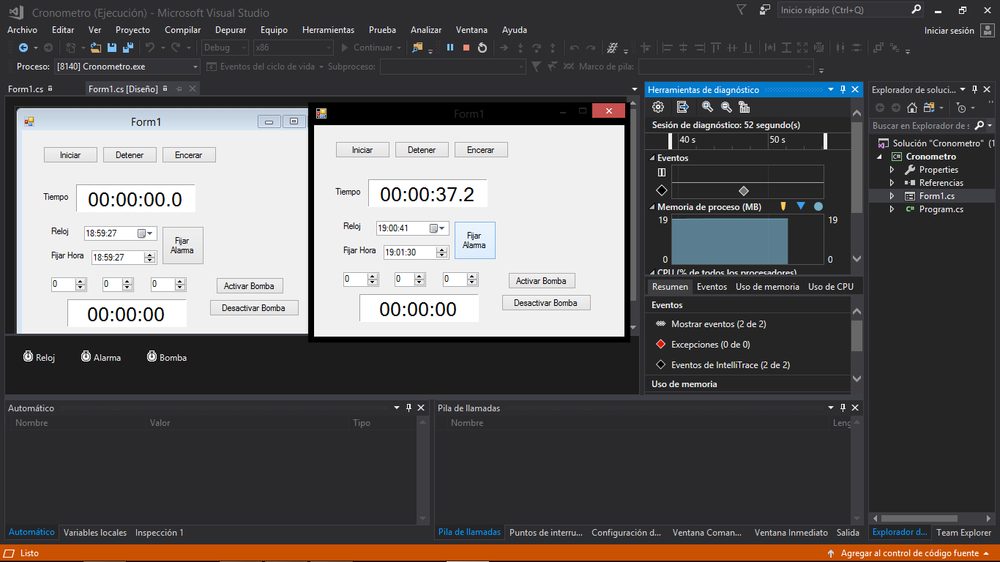 Cronometro (Ejecución) - Microsoft Visual Studio
Inicio rápido (Ctrl+Q)
Archivo Editar Ver Proyecto Compilar Depurar Equipo Herramientas Prueba Analizar Ventana Ayuda
Iniciar sesión
Debug x86 Continuar
Proceso: [8140] Cronometro.exe Eventos del ciclo de vida Subproceso: Marco de pila:
Form1.cs Form1.cs [Diseño]
Form1
Iniciar Detener Encerar
Tiempo 00:00:00.0
Reloj 18:59:27
Fijar Alarma
Fijar Hora 18:59:27
0 0 0
Activar Bomba
00:00:00
Desactivar Bomba
Form1
Iniciar Detener Encerar
Tiempo 00:00:37.2
Reloj 19:00:41
Fijar Alarma
Fijar Hora 19:01:30
0 0 0
Activar Bomba
00:00:00
Desactivar Bomba
Reloj Alarma Bomba
Herramientas de diagnóstico
Sesión de diagnóstico: 52 segundo(s)
40 s 50 s
Eventos
Memoria de proceso (MB)
19 19
0 0
CPU (% de todos los procesadores)
Resumen Eventos Uso de memoria Uso de CPU
Eventos
Mostrar eventos (2 de 2)
Excepciones (0 de 0)
Eventos de IntelliTrace (2 de 2)
Uso de memoria
Explorador de soluci...
Buscar en Explorador de s
Solución "Cronometro" (1
C# Cronometro
Properties
Referencias
Form1.cs
C# Program.cs
Automático
Nombre Valor Tipo
Automático Variables locales Inspección 1
Pila de llamadas
Nombre Leng
Pila de llamadas Puntos de interru... Configuración d... Ventana Coman... Ventana Inmediato Salida
Explorador d... Team Explorer
Listo
Agregar al control de código fuente